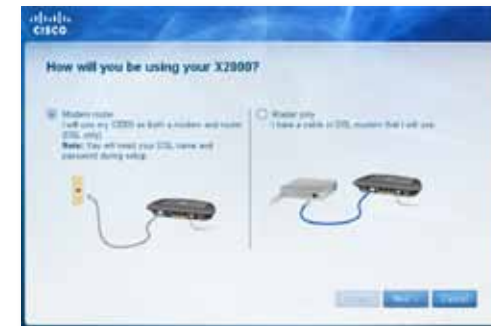 CISCO
How will you be using your X2000?
Modem router
I will use my X2000 as both a modem and router
(DSL only)
Note: You will need your DSL name and
password during setup.
Router only
I have a cable or DSL modem that I will use.
Next
Cancel